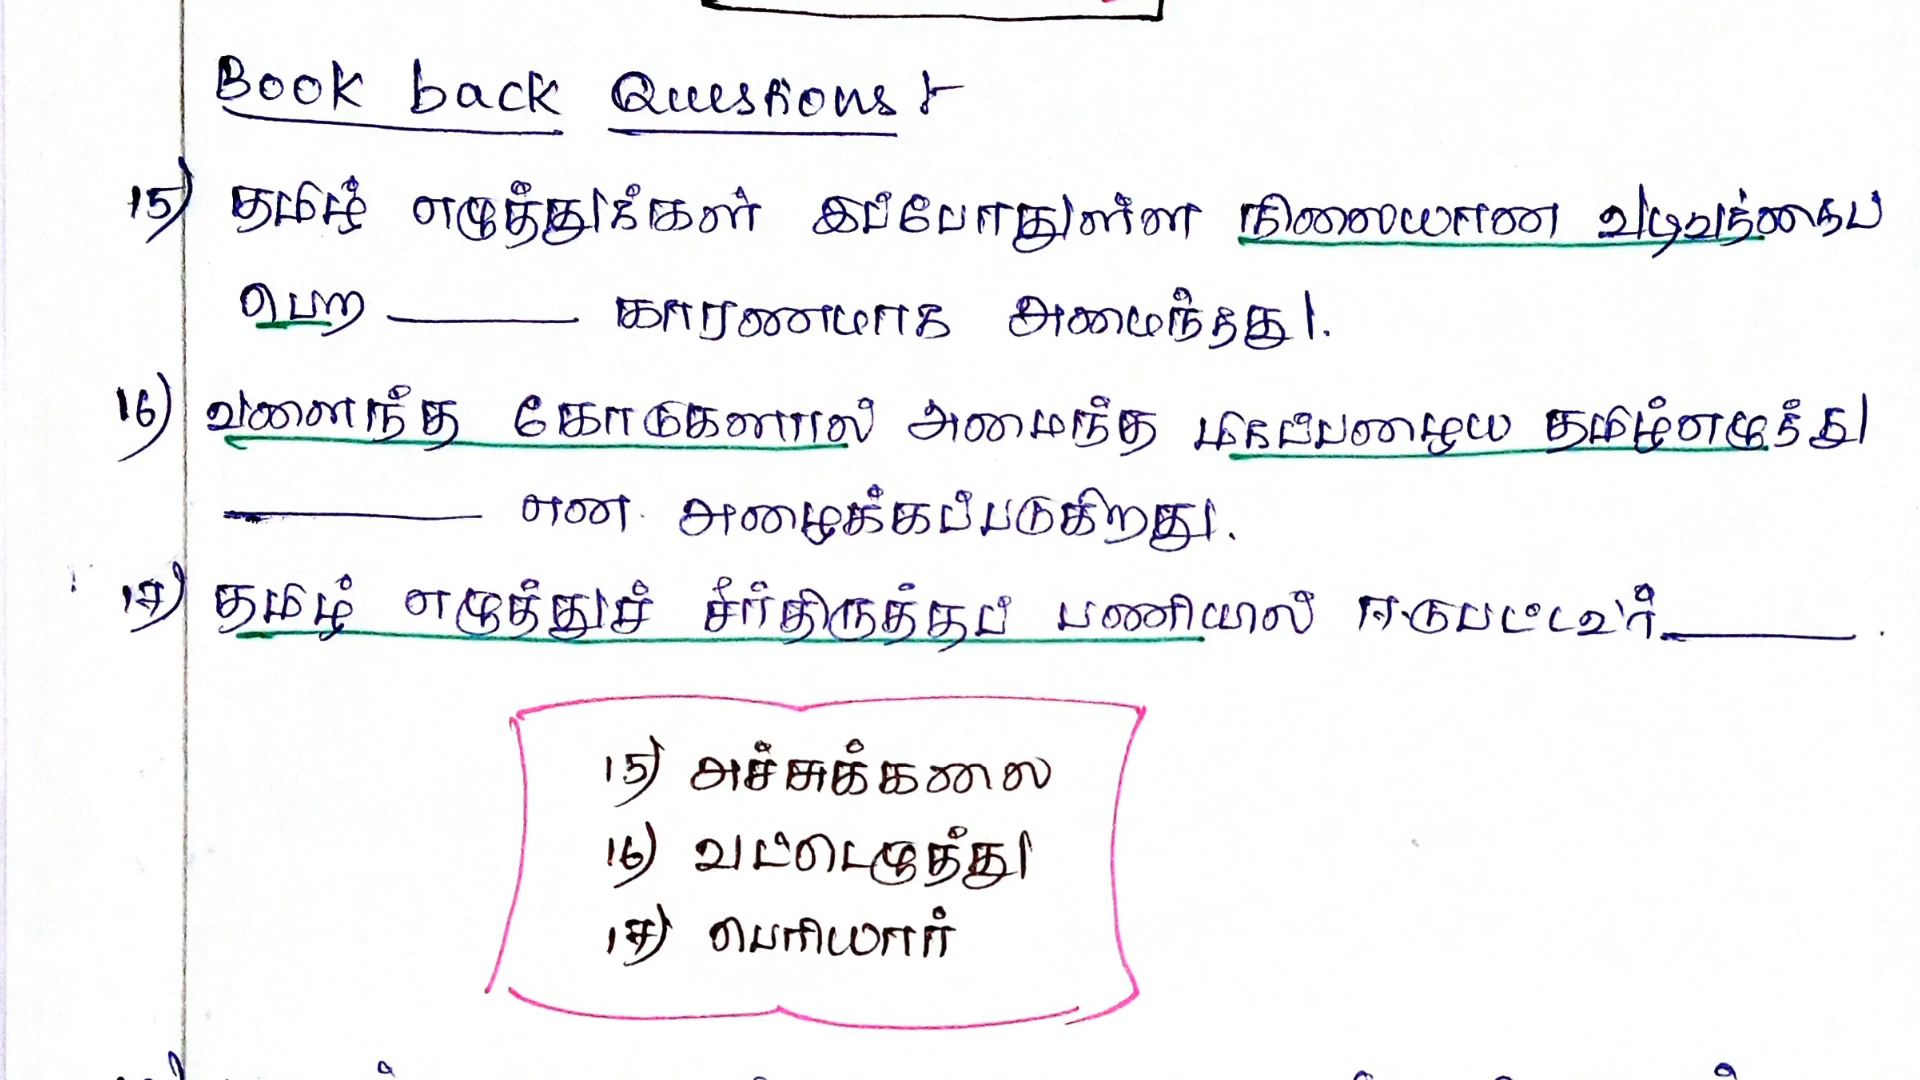 Book back Questions :-
15) தமிழ் எழுத்துக்கள் இப்போதுள்ள நிலையான வடிவத்தைப்
பெற ______ காரணமாக அமைந்தது.
16) வளைந்த கோடுகளால் அமைந்த மிகப்பழைய தமிழ்எழுத்து
______ என அழைக்கப்படுகிறது.
17) தமிழ் எழுத்துச் சீர்திருத்தப் பணியில் ஈடுபட்டவர் ______.
15) அச்சுக்கலை
16) வட்டெழுத்து
17) பெரியார்